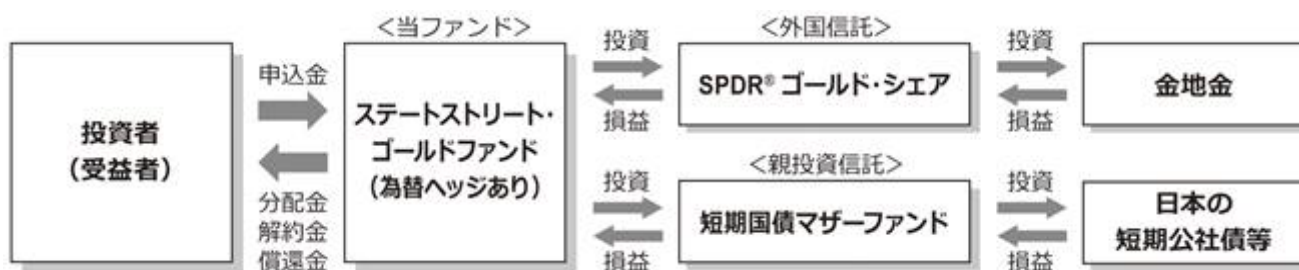 投資者
（受益者）
申込金
分配金
解約金
償還金
＜当ファンド＞
ステートストリート・
ゴールドファンド
（為替ヘッジあり）
投資
損益
＜外国信託＞
SPDR® ゴールド・シェア
投資
損益
金地金
投資
損益
＜親投資信託＞
短期国債マザーファンド
投資
損益
日本の
短期公社債等